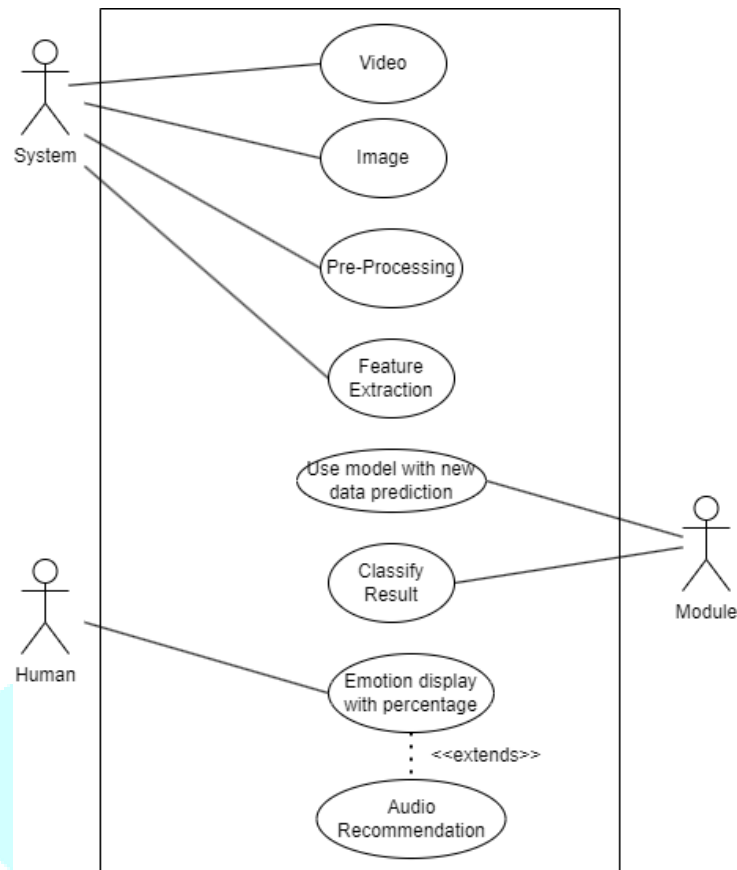 Video
System
Image
Pre-Processing
Feature
Extraction
Use model with new
data prediction
Classify
Result
Module
Human
Emotion display
with percentage
<<extends>>
Audio
Recommendation